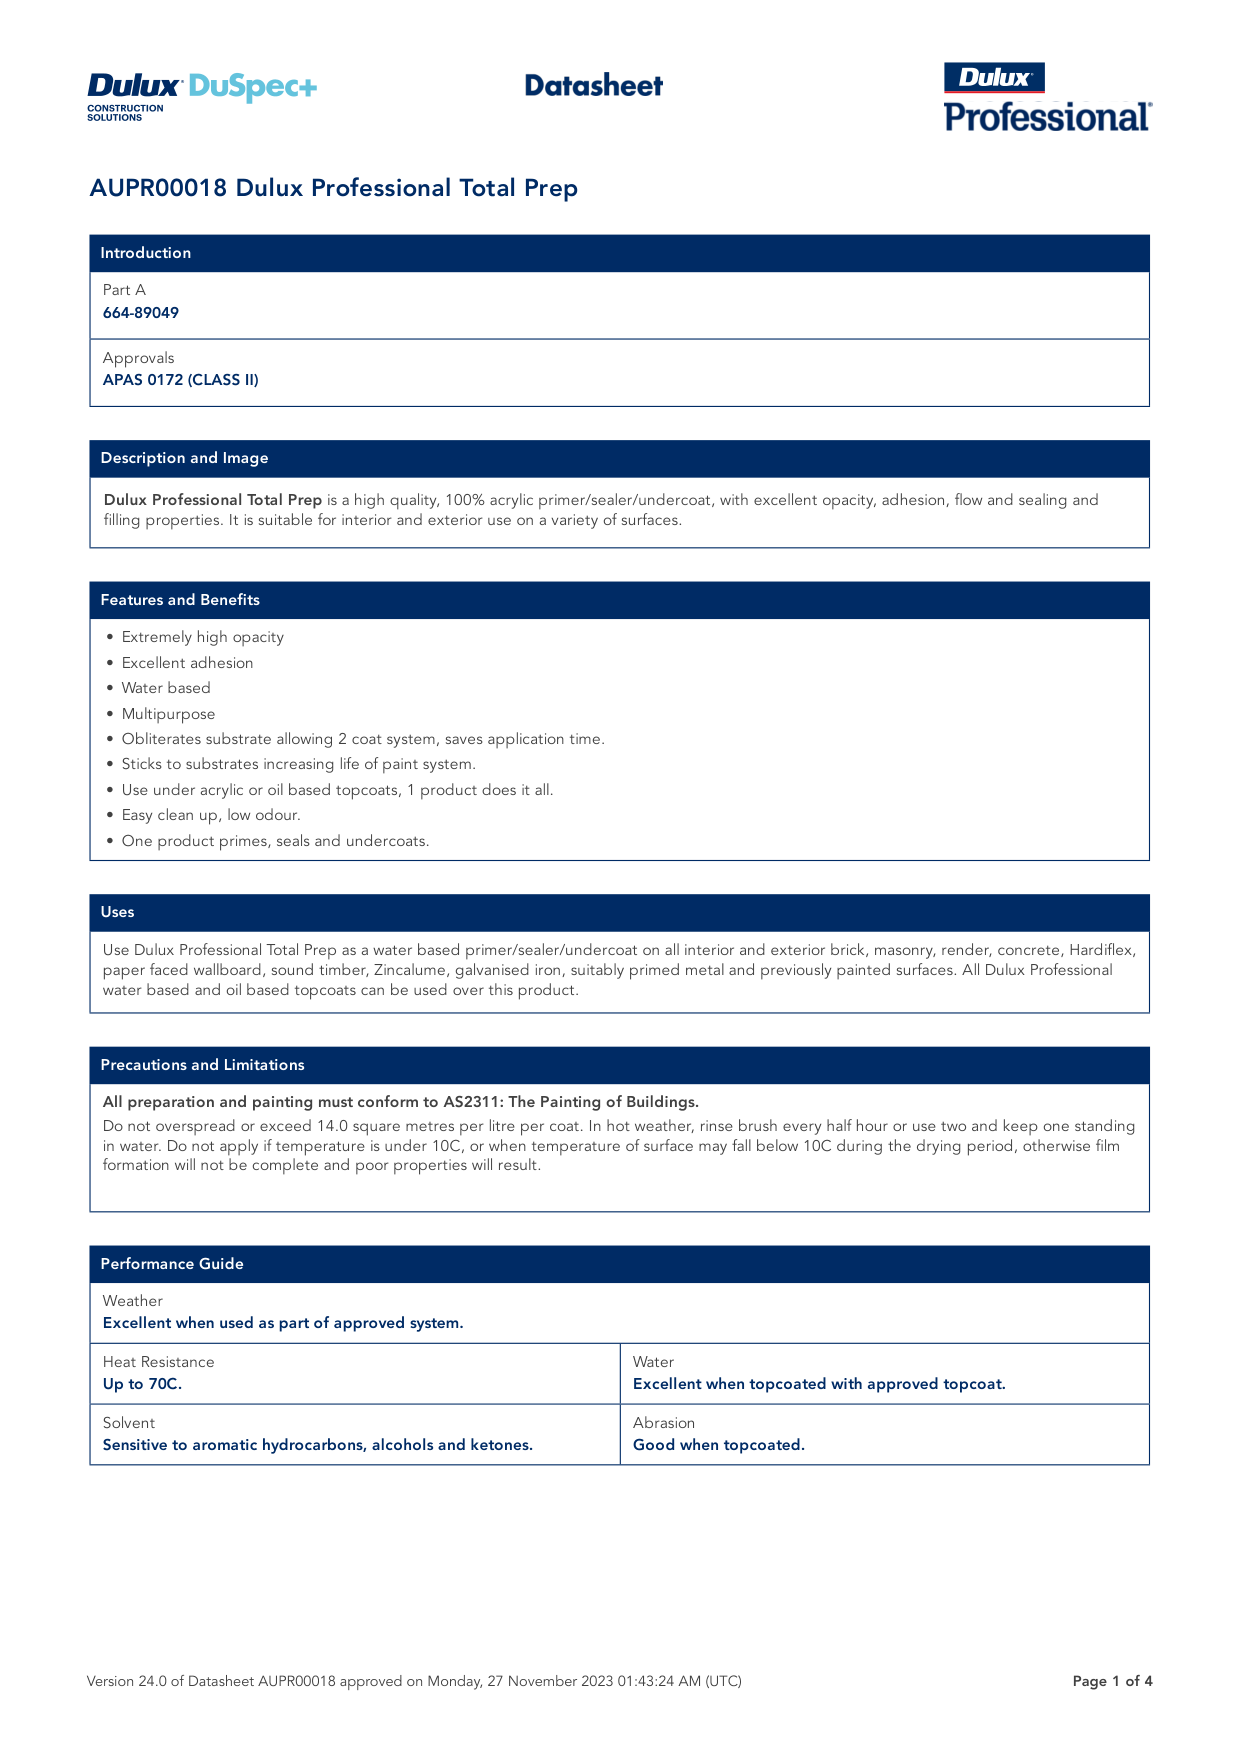 Dulux DuSpec+
CONSTRUCTION
SOLUTIONS
Datasheet
Dulux
Professional®
AUPR00018 Dulux Professional Total Prep
Introduction
Part A
664-89049
Approvals
APAS 0172 (CLASS II)
Description and Image
Dulux Professional Total Prep is a high quality, 100% acrylic primer/sealer/undercoat, with excellent opacity, adhesion, flow and sealing and
filling properties. It is suitable for interior and exterior use on a variety of surfaces.
Features and Benefits
• Extremely high opacity
• Excellent adhesion
• Water based
• Multipurpose
• Obliterates substrate allowing 2 coat system, saves application time.
• Sticks to substrates increasing life of paint system.
• Use under acrylic or oil based topcoats, 1 product does it all.
• Easy clean up, low odour.
• One product primes, seals and undercoats.
Uses
Use Dulux Professional Total Prep as a water based primer/sealer/undercoat on all interior and exterior brick, masonry, render, concrete, Hardiflex,
paper faced wallboard, sound timber, Zincalume, galvanised iron, suitably primed metal and previously painted surfaces. All Dulux Professional
water based and oil based topcoats can be used over this product.
Precautions and Limitations
All preparation and painting must conform to AS2311: The Painting of Buildings.
Do not overspread or exceed 14.0 square metres per litre per coat. In hot weather, rinse brush every half hour or use two and keep one standing
in water. Do not apply if temperature is under 10C, or when temperature of surface may fall below 10C during the drying period, otherwise film
formation will not be complete and poor properties will result.
Performance Guide
Weather
Excellent when used as part of approved system.
Heat Resistance
Up to 70C.
Water
Excellent when topcoated with approved topcoat.
Solvent
Sensitive to aromatic hydrocarbons, alcohols and ketones.
Abrasion
Good when topcoated.
Version 24.0 of Datasheet AUPR00018 approved on Monday, 27 November 2023 01:43:24 AM (UTC)
Page 1 of 4